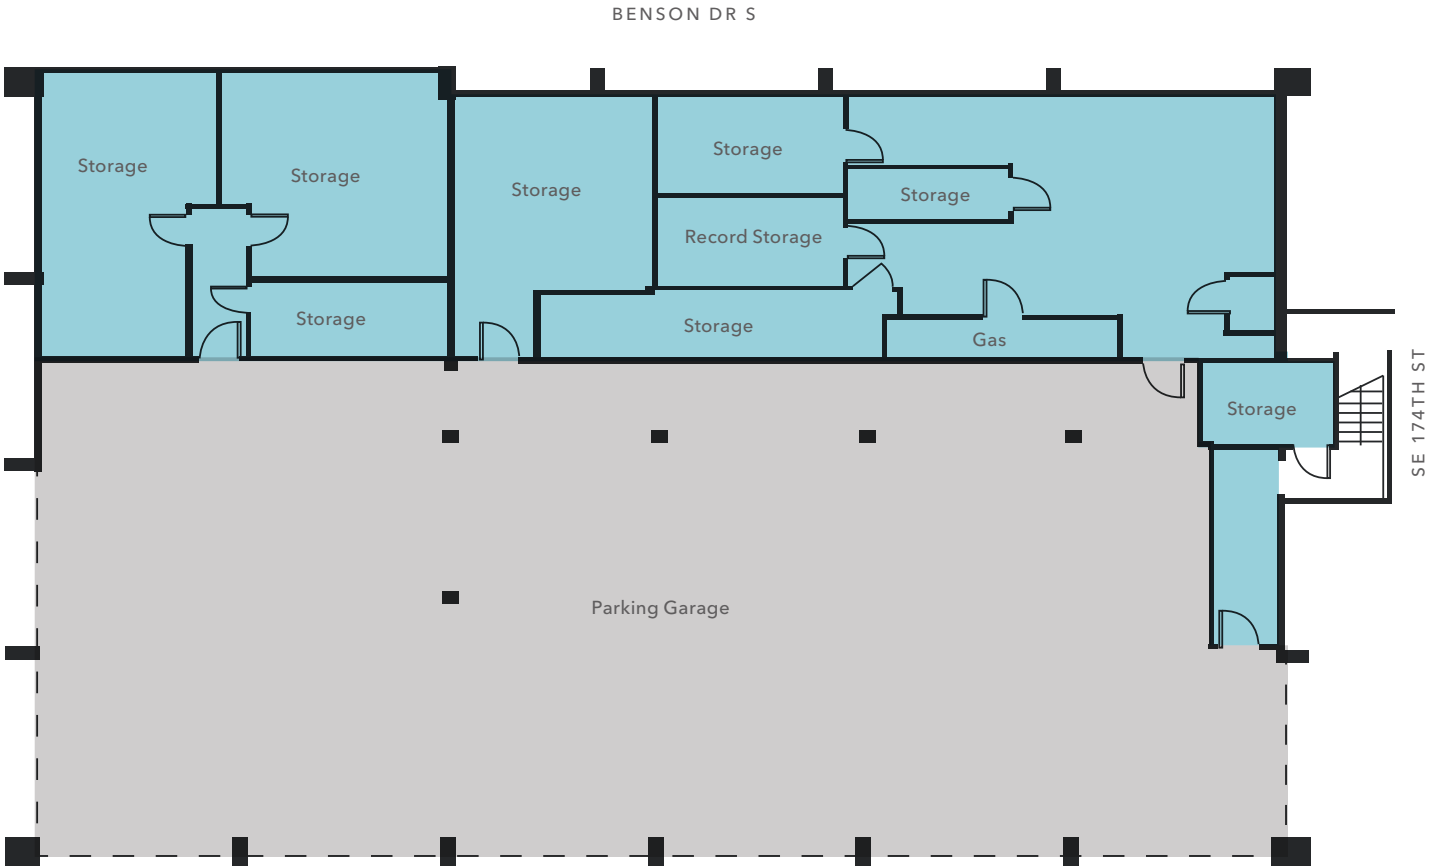 BENSON DR S
Storage
Storage
Storage
Storage
Storage
Record Storage
Storage
Storage
Gas
Storage
SE 174TH ST
Parking Garage